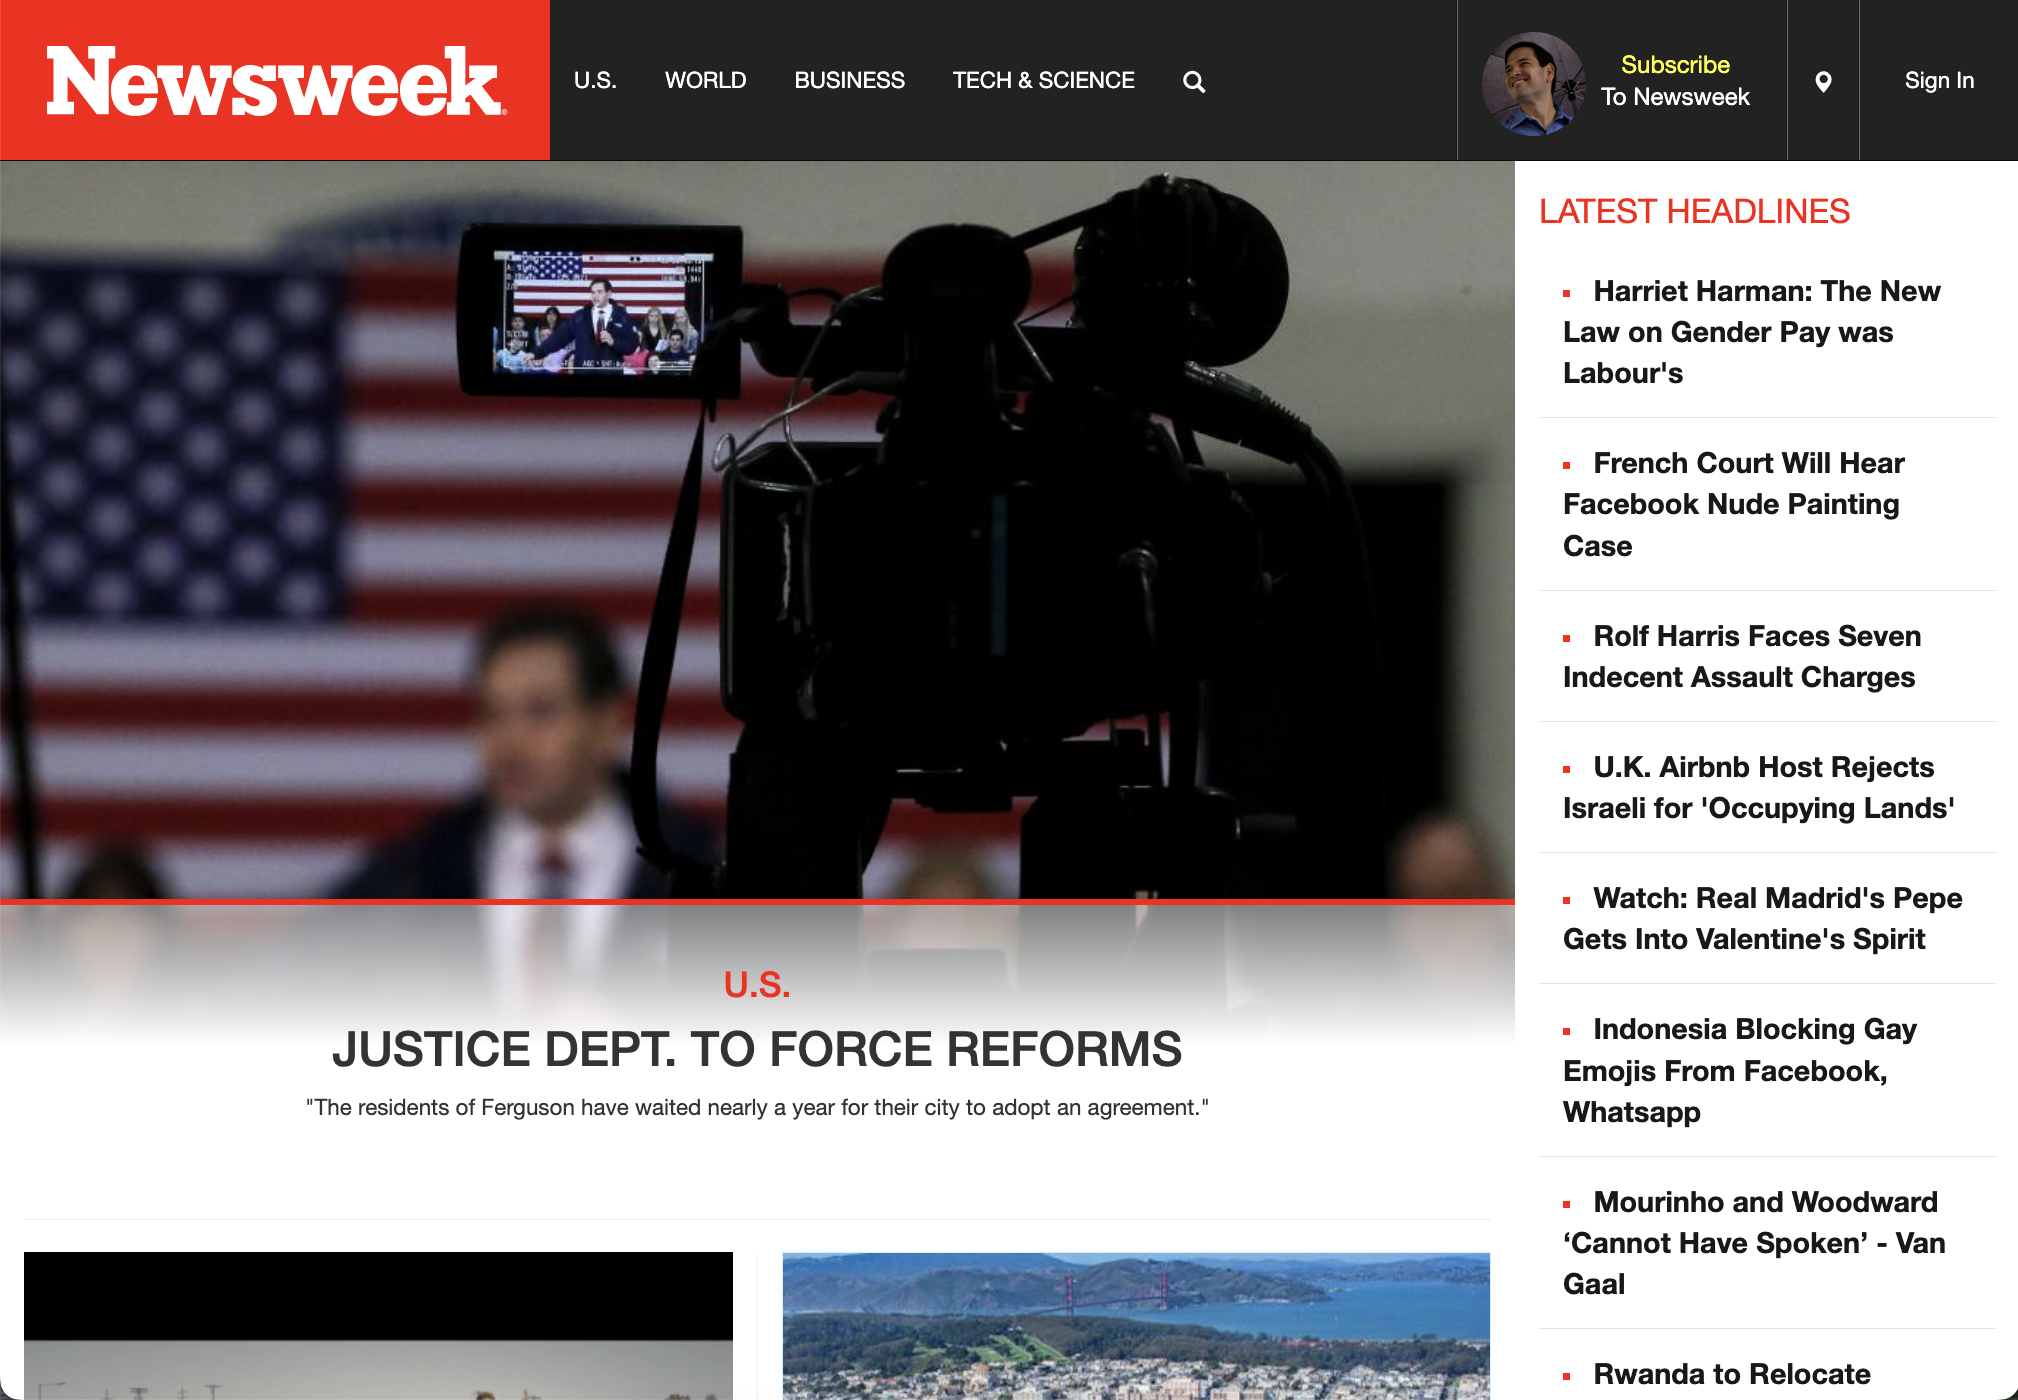 Newsweek
U.S.
WORLD
BUSINESS
TECH & SCIENCE
Subscribe
To Newsweek
Sign In
U.S.
JUSTICE DEPT. TO FORCE REFORMS
"The residents of Ferguson have waited nearly a year for their city to adopt an agreement."
LATEST HEADLINES
Harriet Harman: The New
Law on Gender Pay was
Labour's
French Court Will Hear
Facebook Nude Painting
Case
Rolf Harris Faces Seven
Indecent Assault Charges
U.K. Airbnb Host Rejects
Israeli for 'Occupying Lands'
Watch: Real Madrid's Pepe
Gets Into Valentine's Spirit
Indonesia Blocking Gay
Emojis From Facebook,
Whatsapp
Mourinho and Woodward
‘Cannot Have Spoken’ - Van
Gaal
Rwanda to Relocate